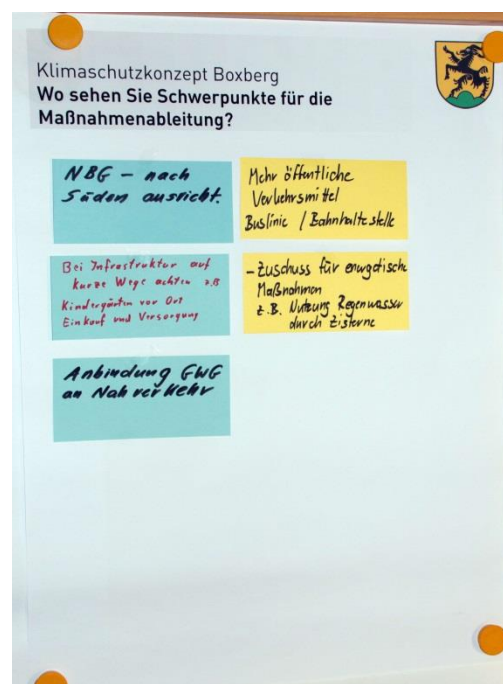 Klimaschutzkonzept Boxberg
Wo sehen Sie Schwerpunkte für die
Maßnahmenableitung?
NBG – nach
Süden ausricht.
Mehr öffentliche
Verkehrsmittel
Buslinie / Bahnhaltestelle
Bei Infrastruktur auf
kurze Wege achten z.B
Kindergärten vor Ort
Einkauf und Versorgung
– Zuschuss für energetische
Maßnahmen
z.B. Nutzung Regenwasser
durch Zisterne
Anbindung GWG
an Nahverkehr